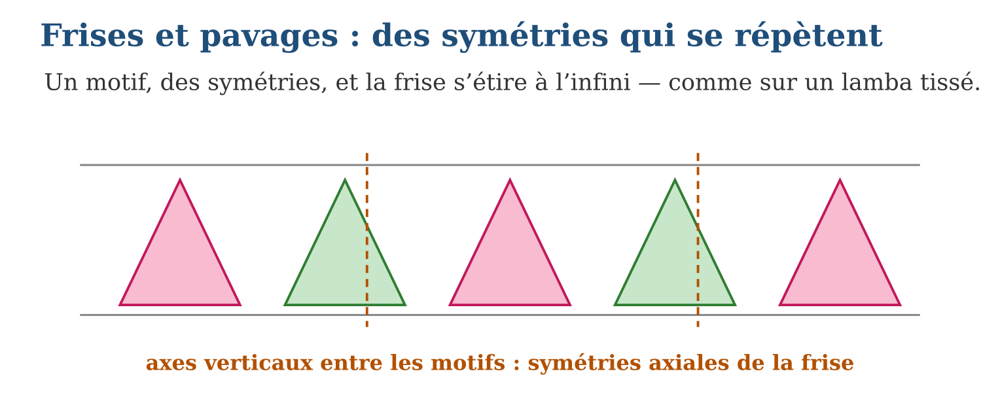 Frises et pavages : des symétries qui se répètent
Un motif, des symétries, et la frise s’étire à l’infini — comme sur un lamba tissé.
axes verticaux entre les motifs : symétries axiales de la frise